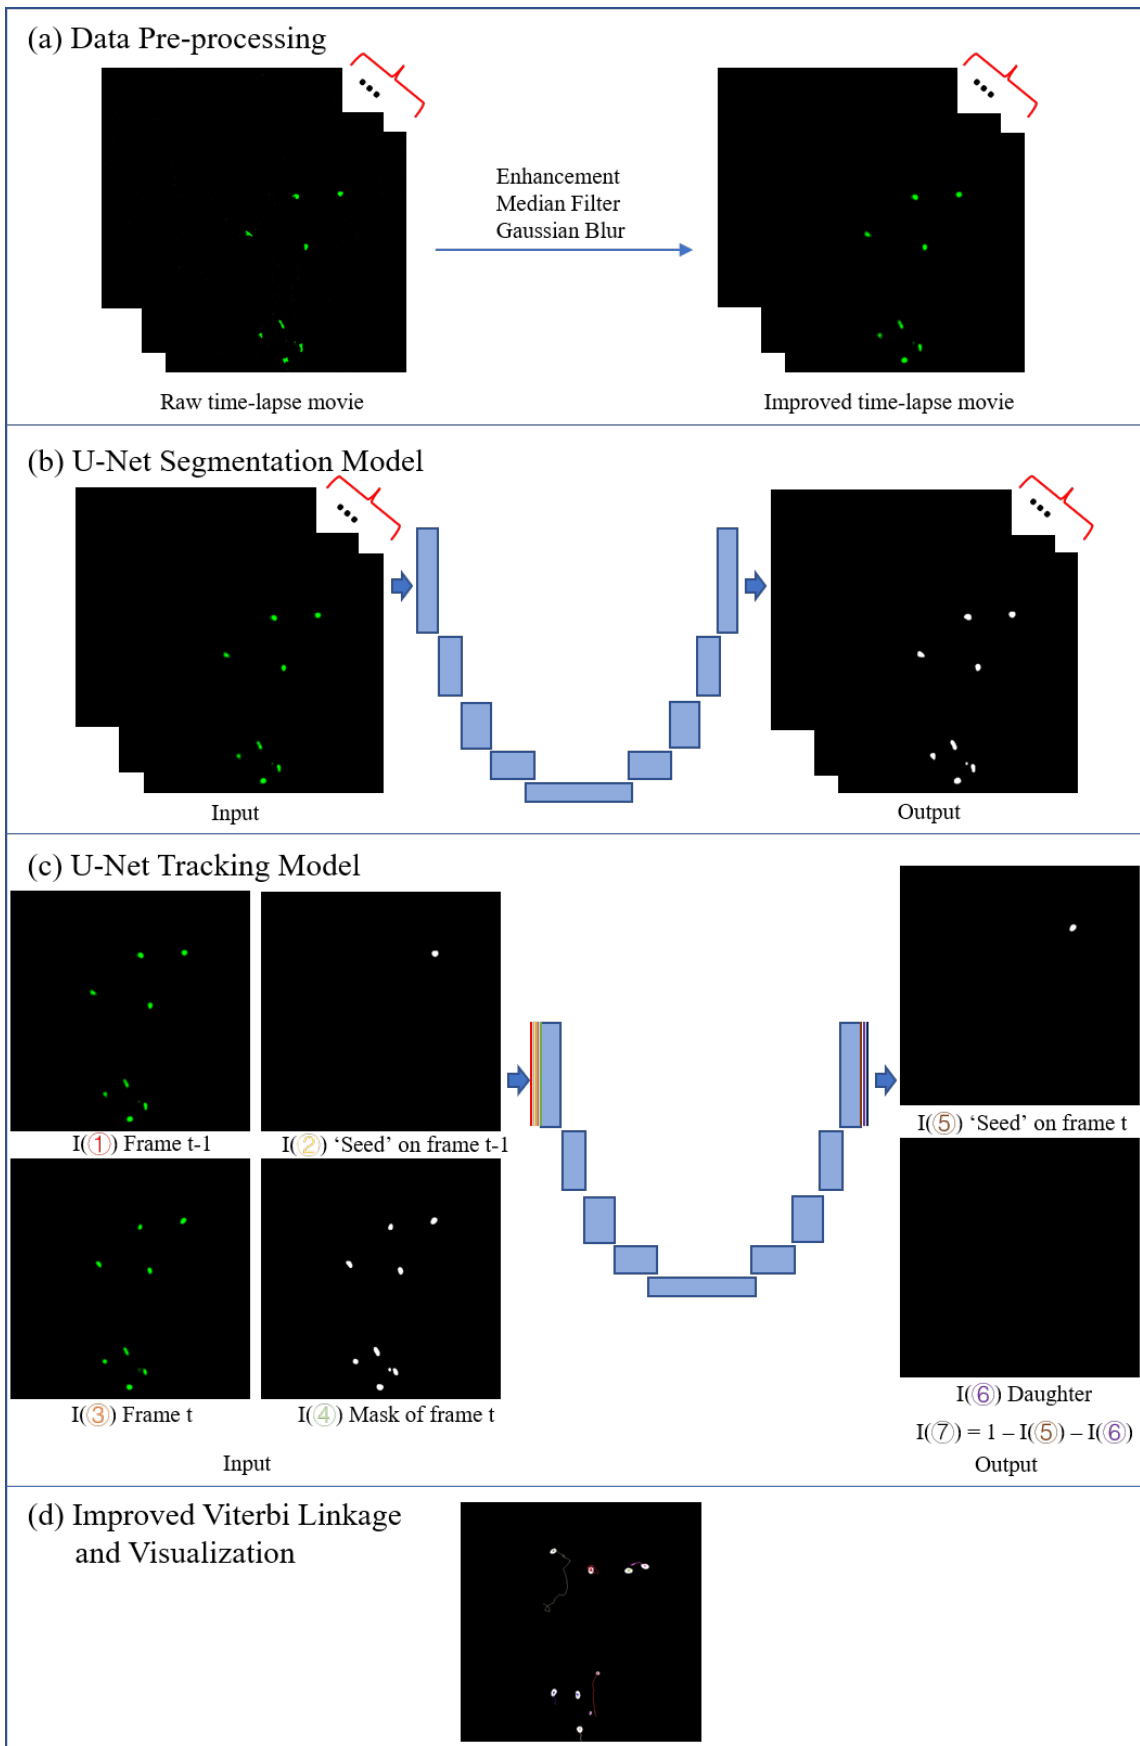 (a) Data Pre-processing
Enhancement
Median Filter
Gaussian Blur
Raw time-lapse movie
Improved time-lapse movie
(b) U-Net Segmentation Model
Input
Output
(c) U-Net Tracking Model
I(①) Frame t-1
I(②) ‘Seed’ on frame t-1
I(⑤) ‘Seed’ on frame t
I(③) Frame t
I(④) Mask of frame t
I(⑥) Daughter
I(⑦) = 1 – I(⑤) – I(⑥)
Input
Output
(d) Improved Viterbi Linkage
and Visualization